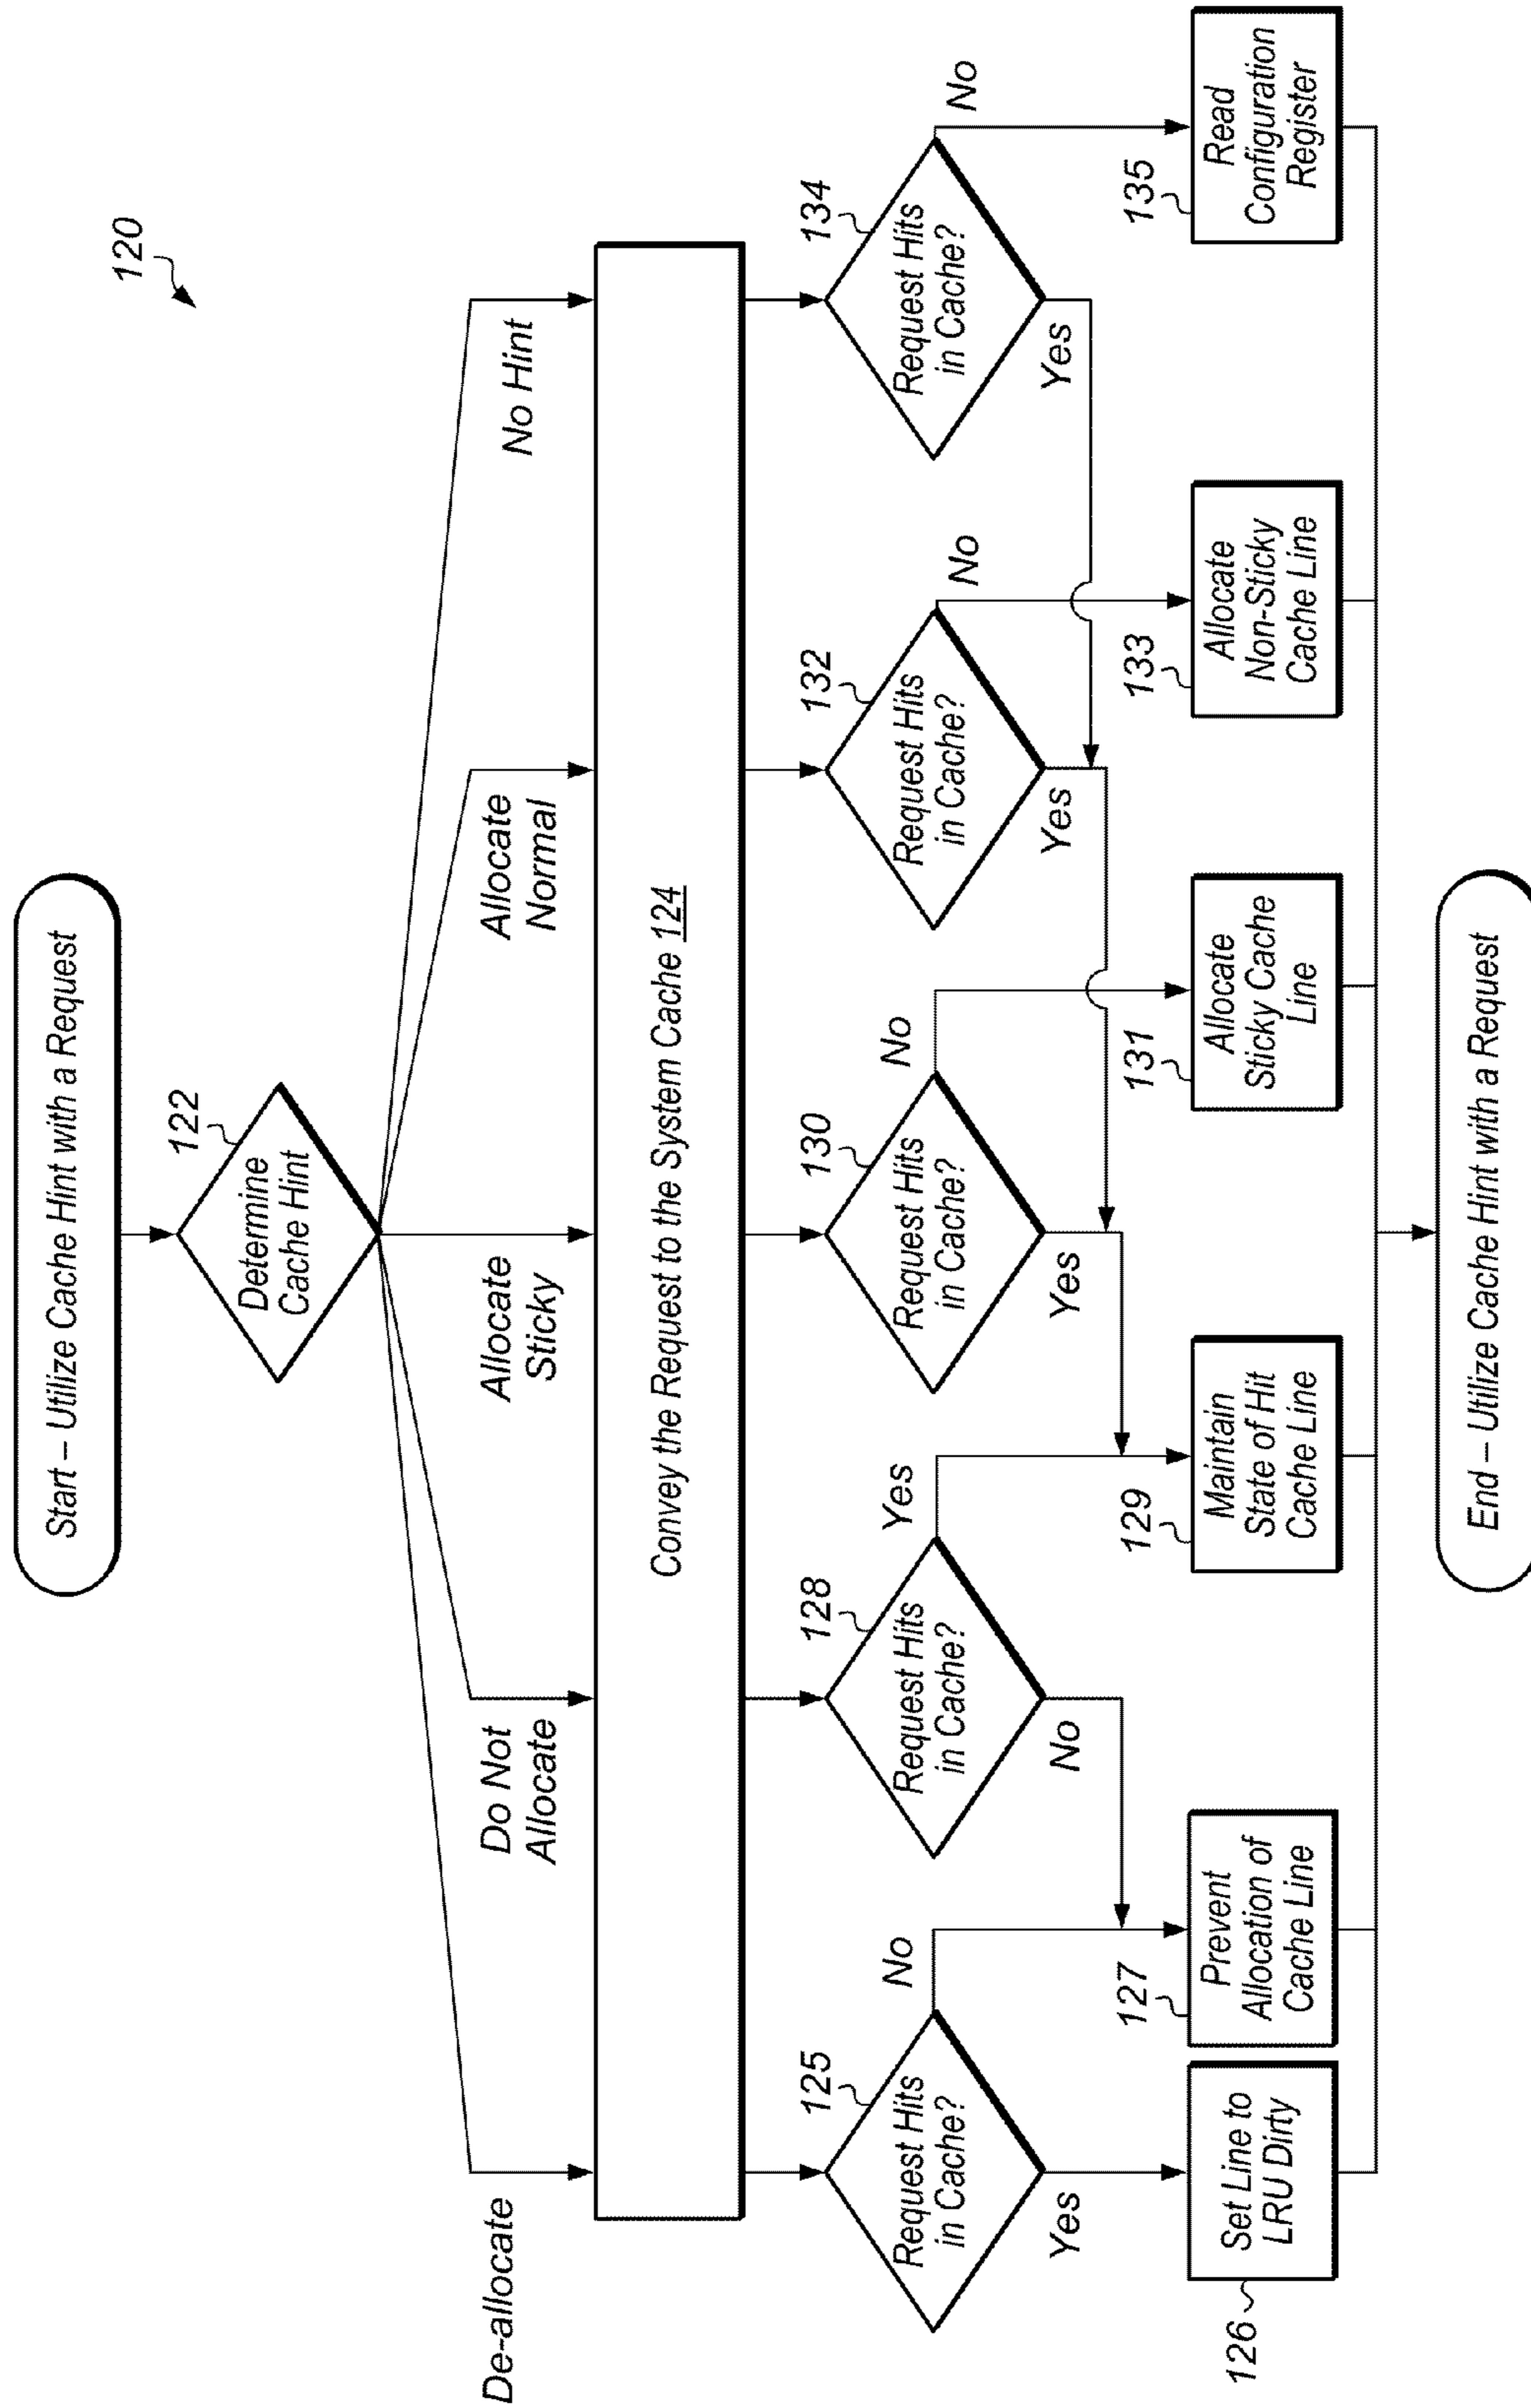 120
Start – Utilize Cache Hint with a Request
122
Determine
Cache Hint
De-allocate
Do Not
Allocate
Allocate
Sticky
Allocate
Normal
No Hint
Convey the Request to the System Cache 124
125
Request Hits
in Cache?
No
Yes
128
Request Hits
in Cache?
Yes
No
130
Request Hits
in Cache?
No
Yes
132
Request Hits
in Cache?
No
Yes
134
Request Hits
in Cache?
No
Yes
126
Set Line to
LRU Dirty
127
Prevent
Allocation of
Cache Line
129
Maintain
State of Hit
Cache Line
131
Allocate
Sticky Cache
Line
133
Allocate
Non-Sticky
Cache Line
135
Read
Configuration
Register
End – Utilize Cache Hint with a Request